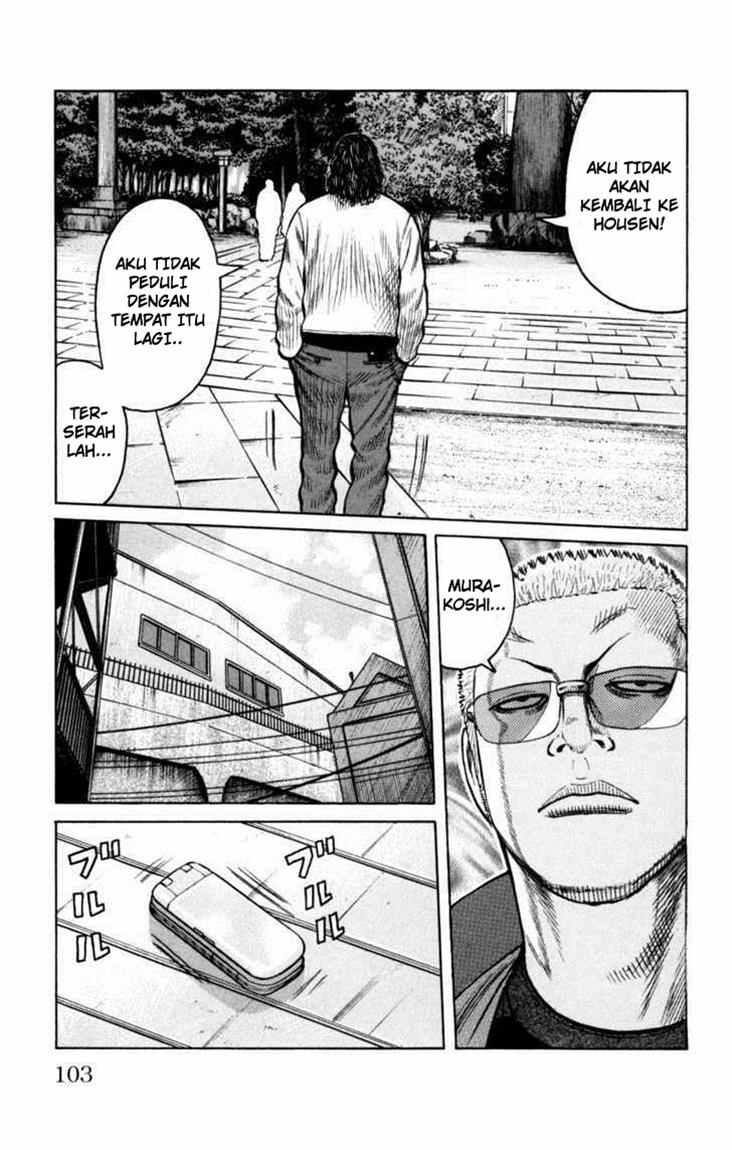 AKU TIDAK
AKAN
KEMBALI KE
HOUSEN!
AKU TIDAK
PEDULI
DENGAN
TEMPAT ITU
LAGI..
TER-
SERAH
LAH...
MURA-
KOSHI...
ブルル
ブルル
103